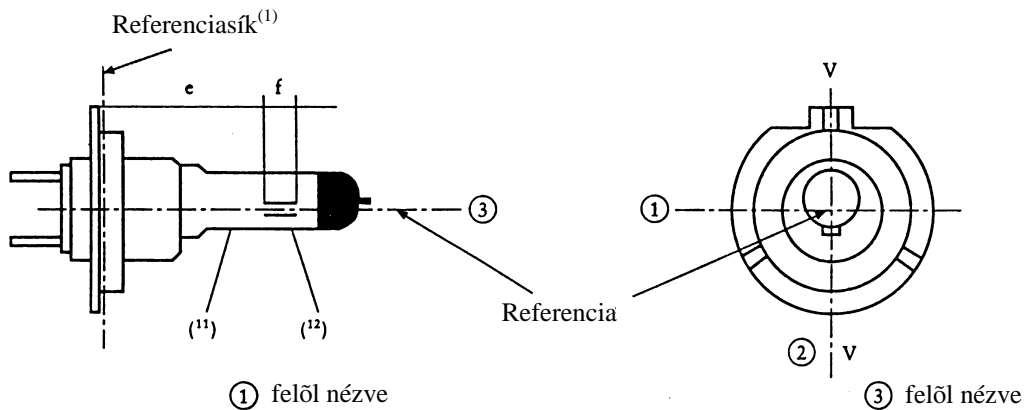 Referenciasík(1)
e
f
③
(11)
(12)
① felõl nézve
V
①
Referencia
②
V
③ felõl nézve